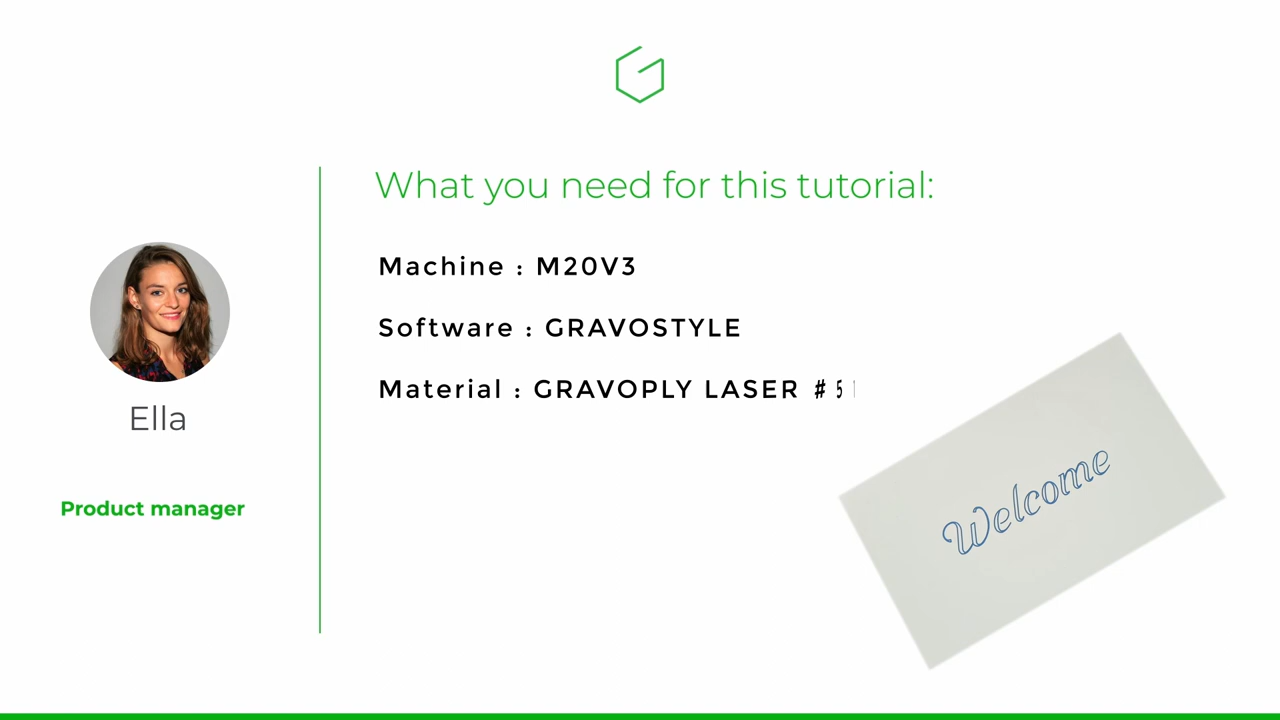 What you need for this tutorial:
Machine : M20V3
Software : GRAVOSTYLE
Material : GRAVOPLY LASER
Ella
Product manager
Welcome